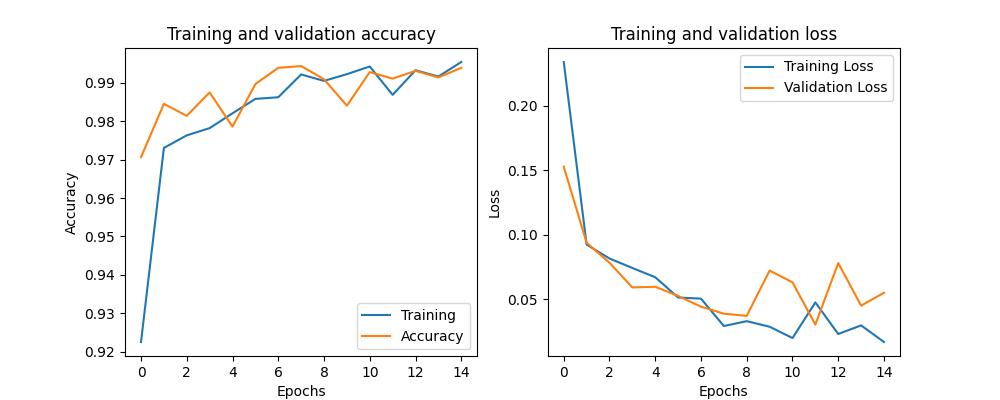 Training and validation accuracy
Accuracy
0.99
0.98
0.97
0.96
0.95
0.94
0.93
0.92
Training
Accuracy
0 2 4 6 8 10 12 14
Epochs
Training and validation loss
Loss
0.20
0.15
0.10
0.05
Training Loss
Validation Loss
0 2 4 6 8 10 12 14
Epochs